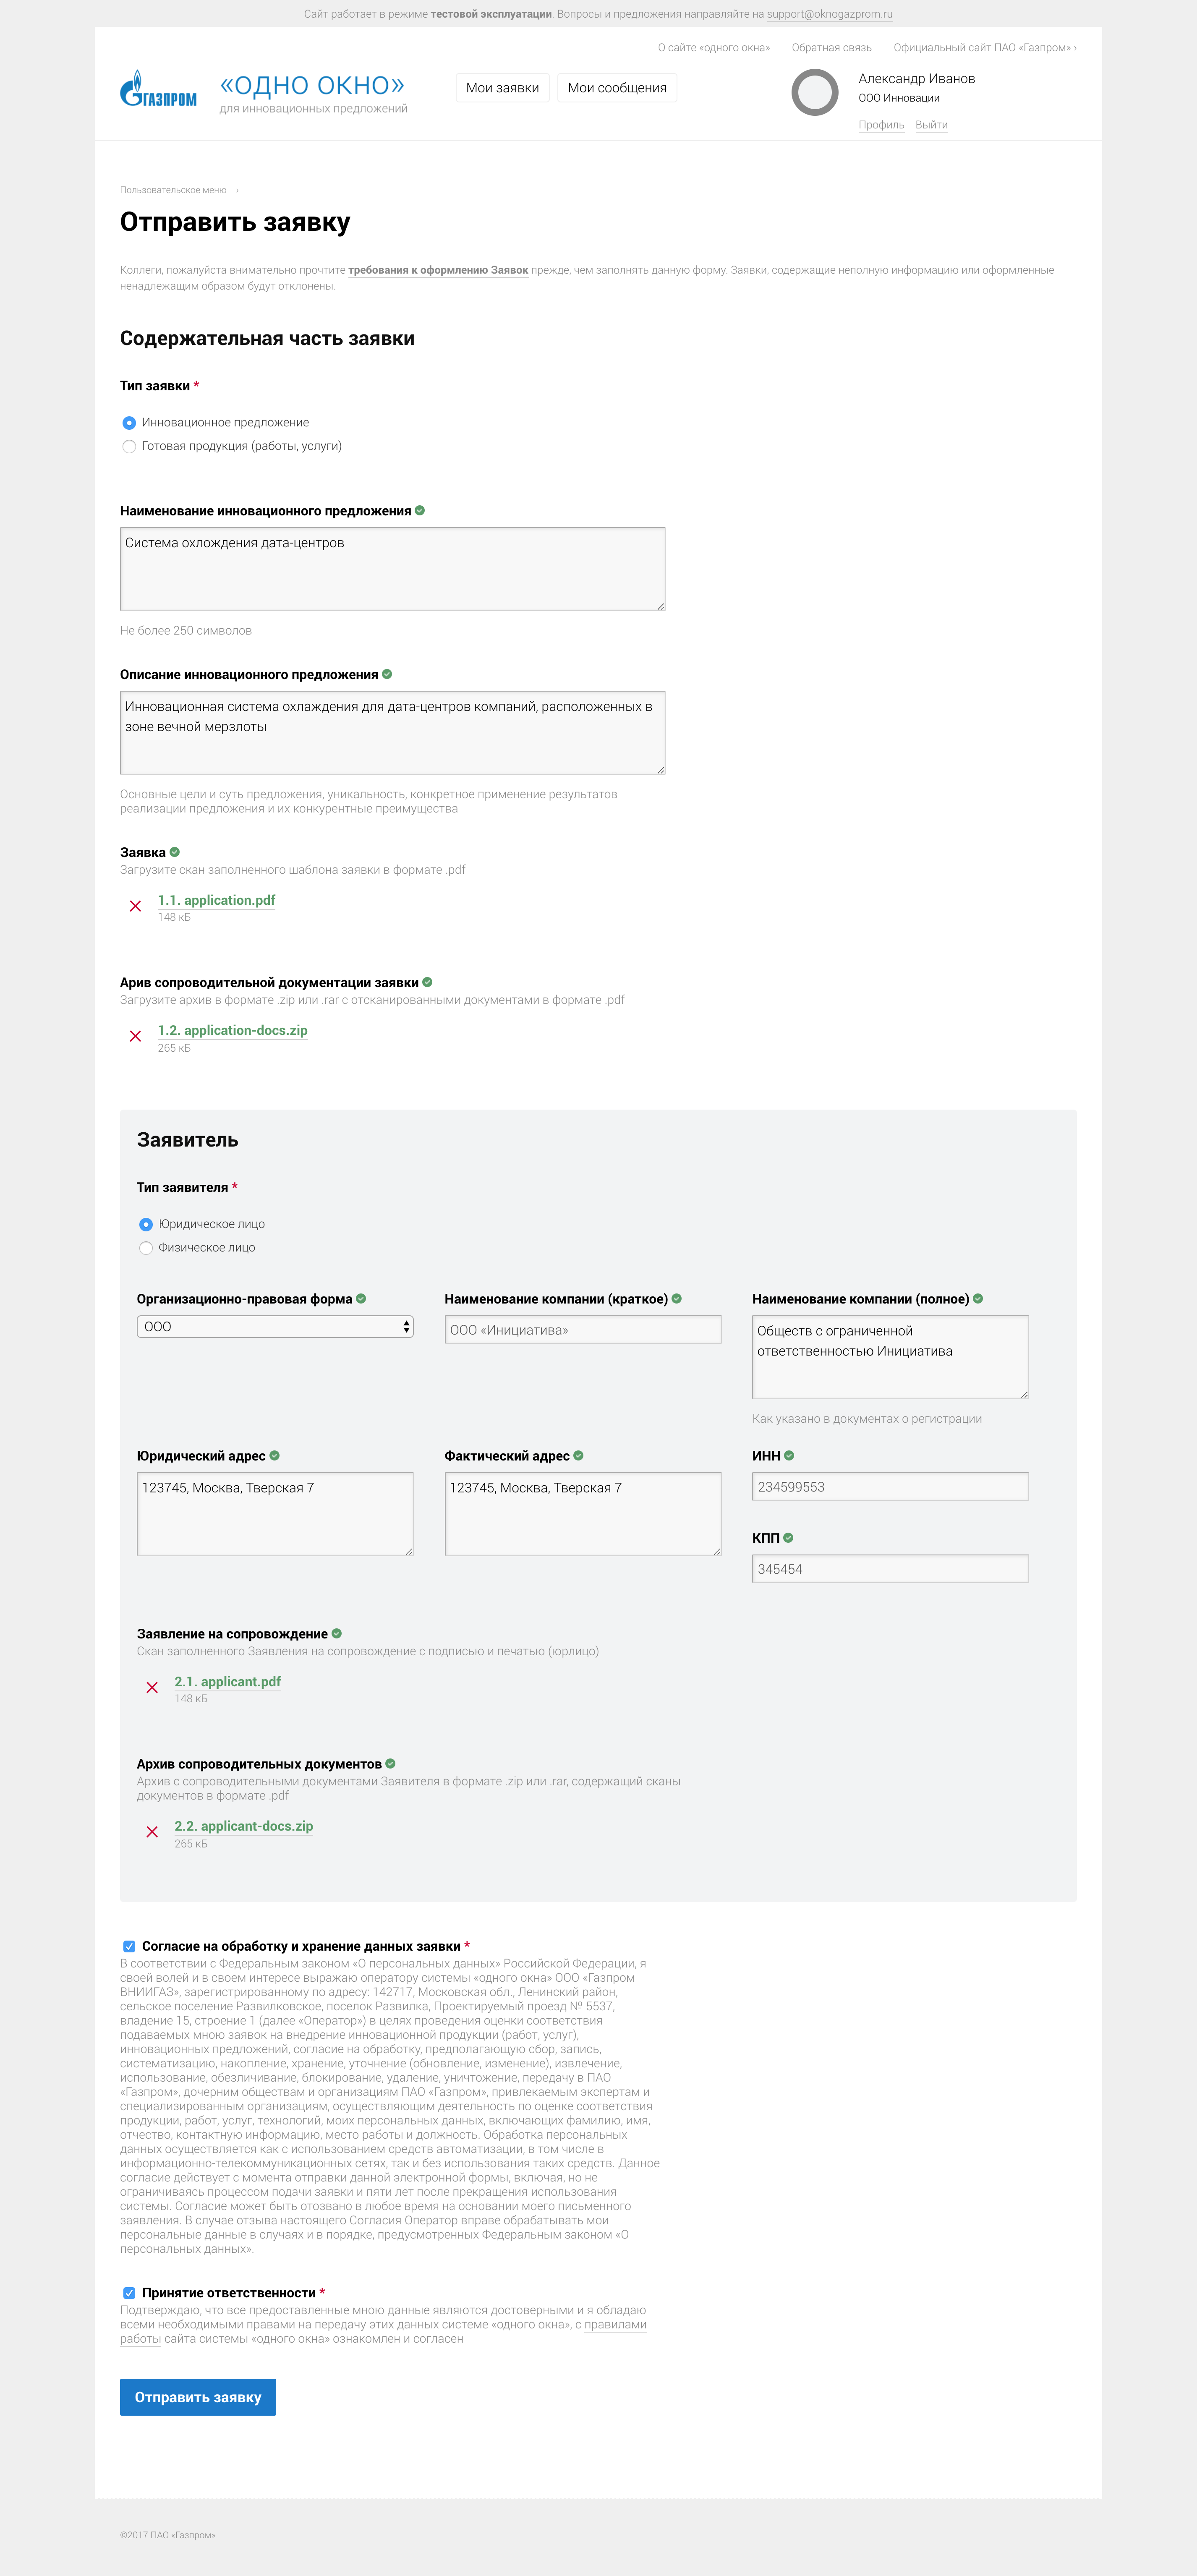 Сайт работает в режиме тестовой эксплуатации. Вопросы и предложения направляйте на support@oknogazprom.ru
О сайте «одного окна» Обратная связь Официальный сайт ПАО «Газпром» ›
ГАЗПРОМ
«ОДНО ОКНО»
для инновационных предложений
Мои заявки Мои сообщения
Александр Иванов
ООО Инновации
Профиль Выйти
Пользовательское меню ›
Отправить заявку
Коллеги, пожалуйста внимательно прочтите требования к оформлению Заявок прежде, чем заполнять данную форму. Заявки, содержащие неполную информацию или оформленные
ненадлежащим образом будут отклонены.
Содержательная часть заявки
Тип заявки *
Инновационное предложение
Готовая продукция (работы, услуги)
Наименование инновационного предложения
Система охлождения дата-центров
Не более 250 символов
Описание инновационного предложения
Инновационная система охлаждения для дата-центров компаний, расположенных в
зоне вечной мерзлоты
Основные цели и суть предложения, уникальность, конкретное применение результатов
реализации предложения и их конкурентные преимущества
Заявка
Загрузите скан заполненного шаблона заявки в формате .pdf
1.1. application.pdf
148 кБ
Арив сопроводительной документации заявки
Загрузите архив в формате .zip или .rar с отсканированными документами в формате .pdf
1.2. application-docs.zip
265 кБ
Заявитель
Тип заявителя *
Юридическое лицо
Физическое лицо
Организационно-правовая форма
ООО
Наименование компании (краткое)
ООО «Инициатива»
Наименование компании (полное)
Обществ с ограниченной
ответственностью Инициатива
Как указано в документах о регистрации
Юридический адрес
123745, Москва, Тверская 7
Фактический адрес
123745, Москва, Тверская 7
ИНН
234599553
КПП
345454
Заявление на сопровождение
Скан заполненного Заявления на сопровождение с подписью и печатью (юрлицо)
2.1. applicant.pdf
148 кБ
Архив сопроводительных документов
Архив с сопроводительными документами Заявителя в формате .zip или .rar, содержащий сканы
документов в формате .pdf
2.2. applicant-docs.zip
265 кБ
Согласие на обработку и хранение данных заявки *
В соответствии с Федеральным законом «О персональных данных» Российской Федерации, я
своей волей и в своем интересе выражаю оператору системы «одного окна» ООО «Газпром
ВНИИГАЗ», зарегистрированному по адресу: 142717, Московская обл., Ленинский район,
сельское поселение Развилковское, поселок Развилка, Проектируемый проезд № 5537,
владение 15, строение 1 (далее «Оператор») в целях проведения оценки соответствия
подаваемых мною заявок на внедрение инновационной продукции (работ, услуг),
инновационных предложений, согласие на обработку, предполагающую сбор, запись,
систематизацию, накопление, хранение, уточнение (обновление, изменение), извлечение,
использование, обезличивание, блокирование, удаление, уничтожение, передачу в ПАО
«Газпром», дочерним обществам и организациям ПАО «Газпром», привлекаемым экспертам и
специализированным организациям, осуществляющим деятельность по оценке соответствия
продукции, работ, услуг, технологий, моих персональных данных, включающих фамилию, имя,
отчество, контактную информацию, место работы и должность. Обработка персональных
данных осуществляется как с использованием средств автоматизации, в том числе в
информационно-телекоммуникационных сетях, так и без использования таких средств. Данное
согласие действует с момента отправки данной электронной формы, включая, но не
ограничиваясь процессом подачи заявки и пяти лет после прекращения использования
системы. Согласие может быть отозвано в любое время на основании моего письменного
заявления. В случае отзыва настоящего Согласия Оператор вправе обрабатывать мои
персональные данные в случаях и в порядке, предусмотренных Федеральным законом «О
персональных данных».
Принятие ответственности *
Подтверждаю, что все предоставленные мною данные являются достоверными и я обладаю
всеми необходимыми правами на передачу этих данных системе «одного окна», с правилами
работы сайта системы «одного окна» ознакомлен и согласен
Отправить заявку
©2017 ПАО «Газпром»